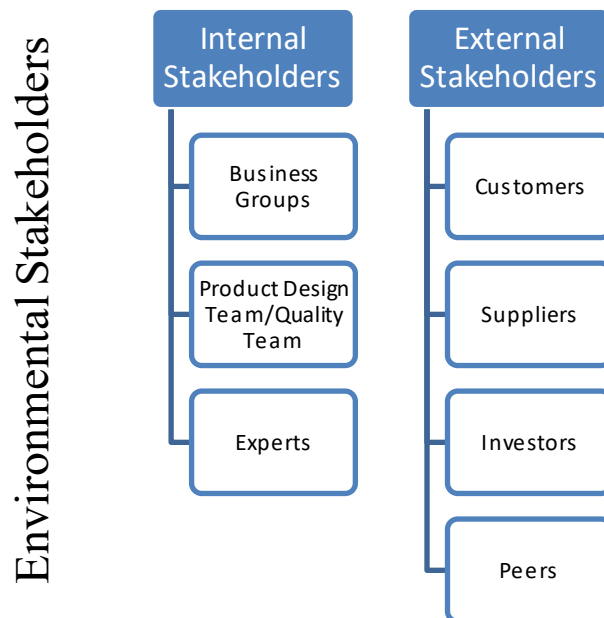 Environmental Stakeholders
Internal
Stakeholders
Business
Groups
Product Design
Team/Quality
Team
Experts
External
Stakeholders
Customers
Suppliers
Investors
Peers